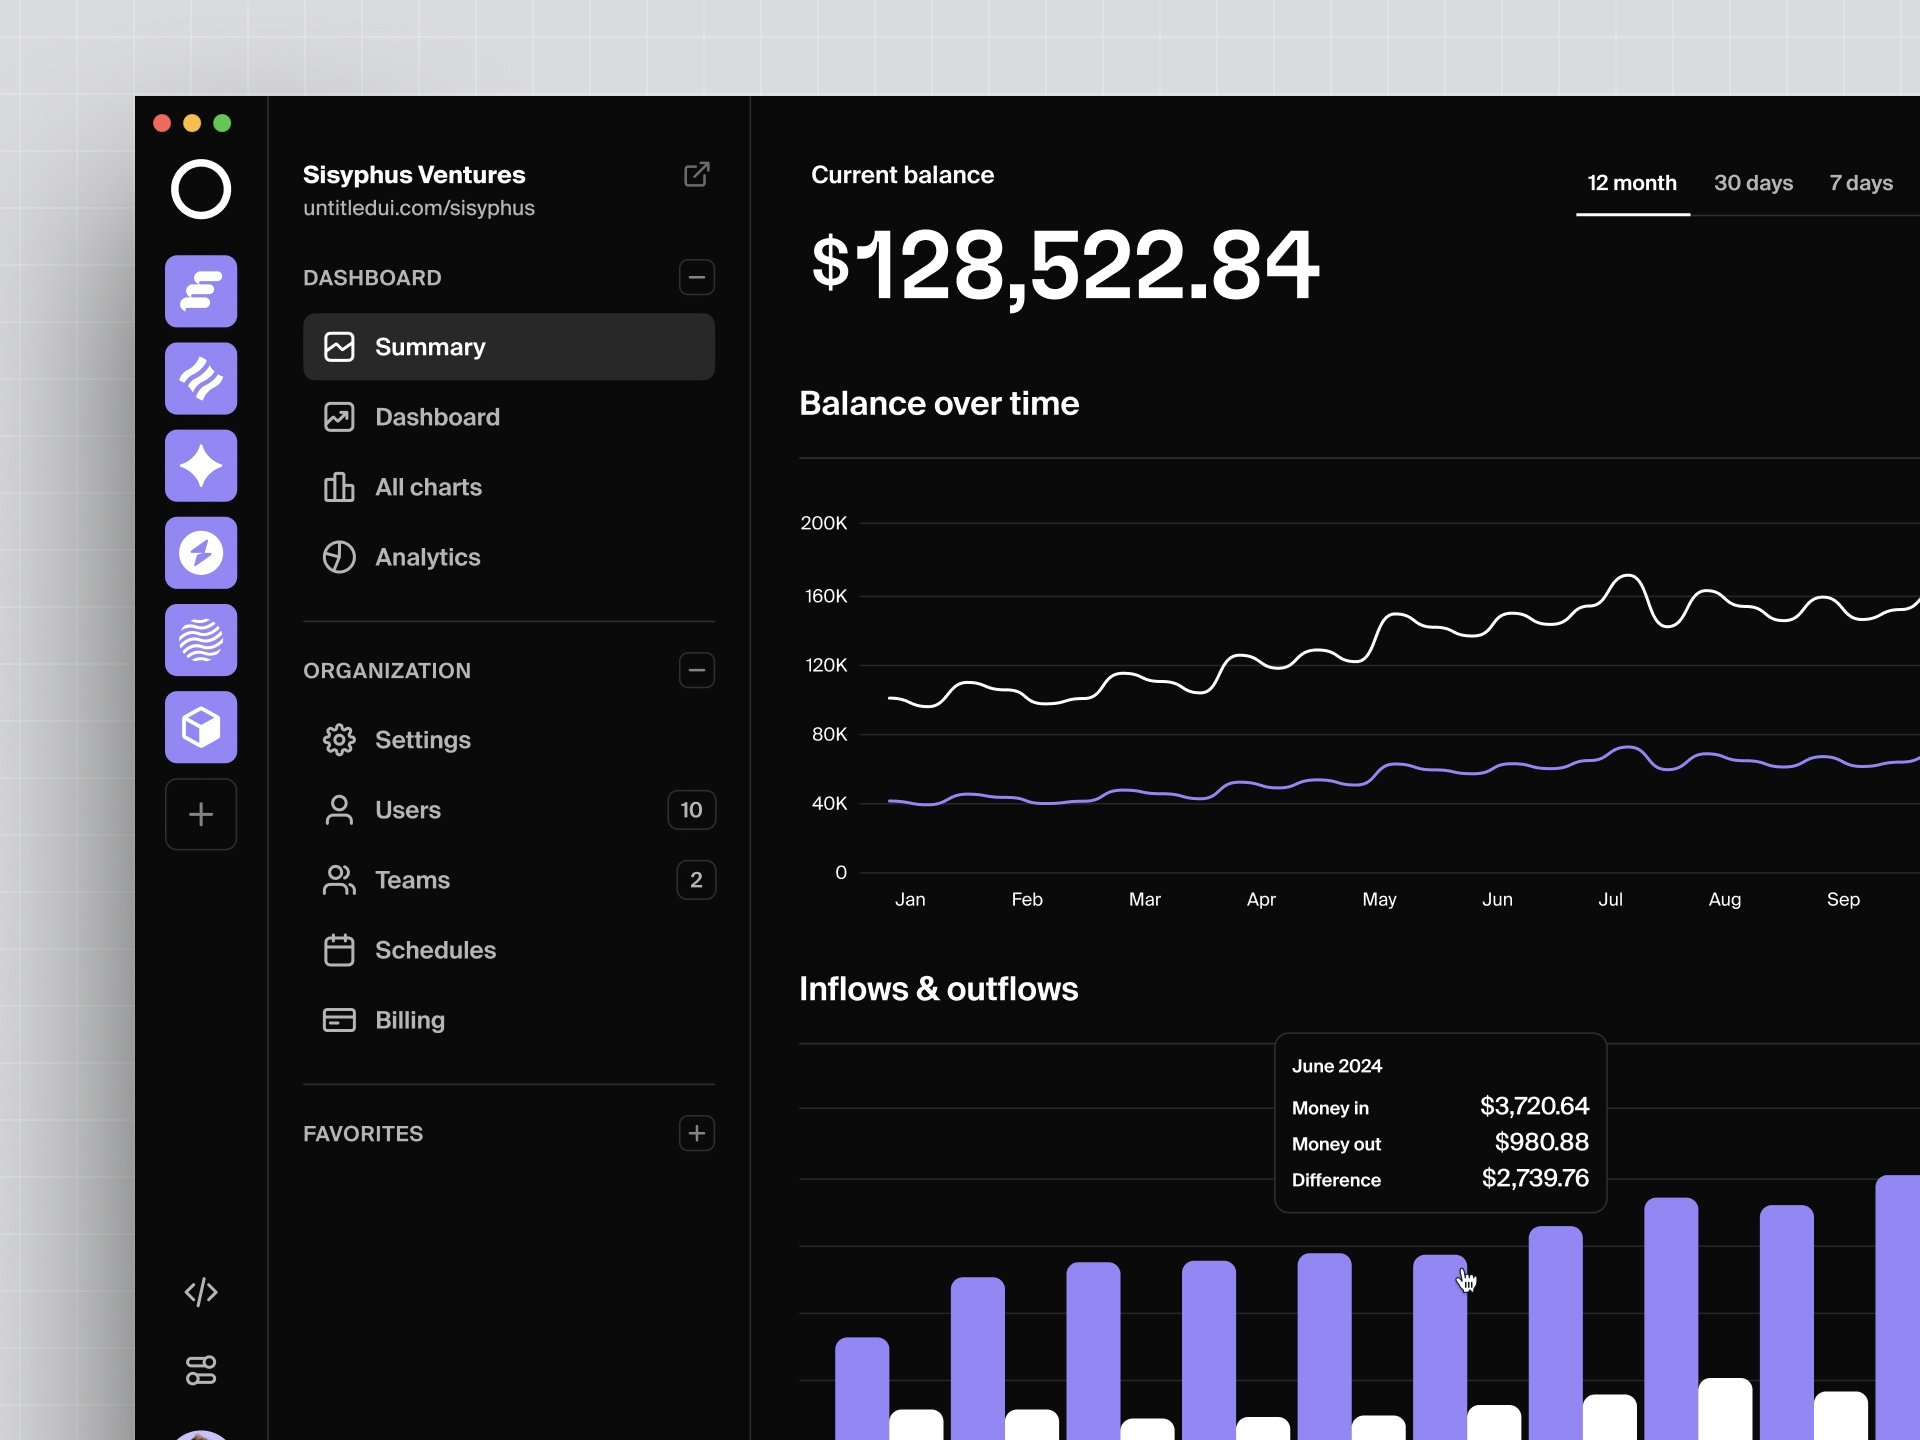 Sisyphus Ventures
untitledui.com/sisyphus
DASHBOARD
Summary
Dashboard
All charts
Analytics
ORGANIZATION
Settings
Users 10
Teams 2
Schedules
Billing
FAVORITES
Current balance
$128,522.84
12 month 30 days 7 days
Balance over time
200K
160K
120K
80K
40K
0
Jan Feb Mar Apr May Jun Jul Aug Sep
Inflows & outflows
June 2024
Money in $3,720.64
Money out $980.88
Difference $2,739.76